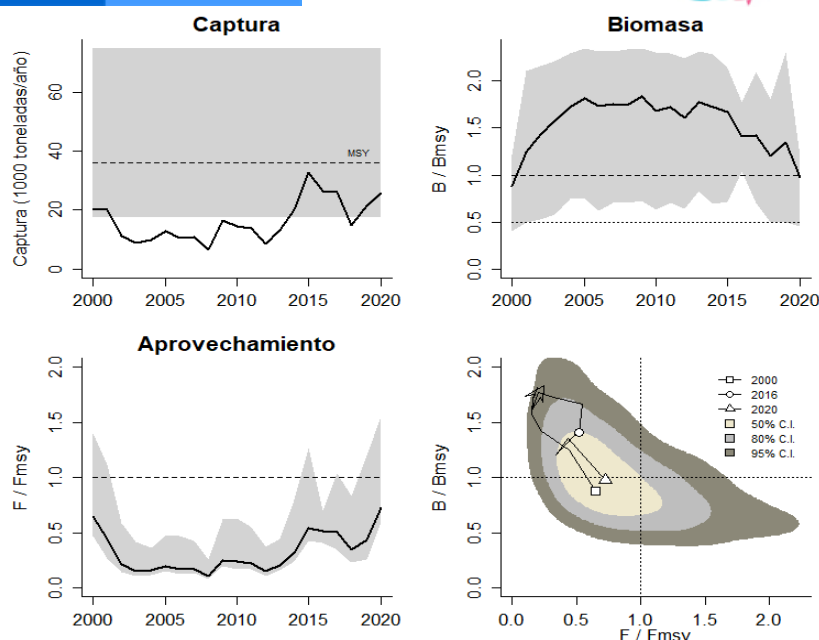 Captura
Captura (1000 toneladas/año)
60
40
20
0
MSY
2000 2005 2010 2015 2020
Biomasa
B / Bmsy
2.0
1.5
1.0
0.5
0.0
2000 2005 2010 2015 2020
Aprovechamiento
F / Fmsy
2.0
1.5
1.0
0.5
0.0
2000 2005 2010 2015 2020
B / Bmsy
2.0
1.5
1.0
0.5
0.0
2000
2016
2020
50% C.I.
80% C.I.
95% C.I.
0.0 0.5 1.0 1.5 2.0
F / Fmsy